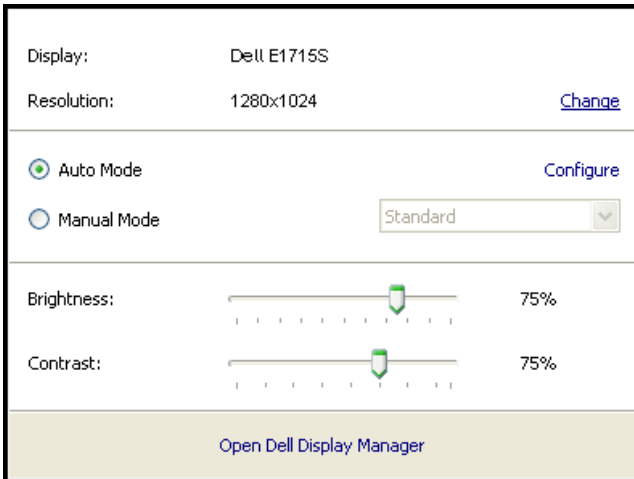 Display: Dell E1715S
Resolution: 1280x1024 Change
Auto Mode Configure
Manual Mode Standard
Brightness: 75%
Contrast: 75%
Open Dell Display Manager